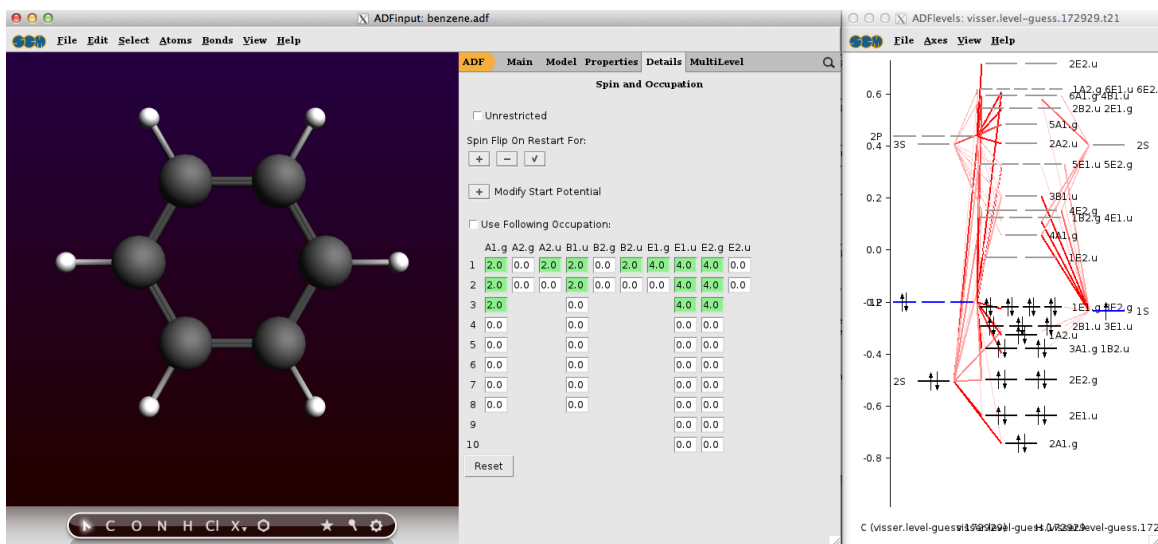 ADFinput: benzene.adf
SCM File Edit Select Atoms Bonds View Help
ADF Main Model Properties Details MultiLevel
Spin and Occupation
Unrestricted
Spin Flip On Restart For:
+ − √
+ Modify Start Potential
Use Following Occupation:
A1.g A2.g A2.u B1.u B2.g B2.u E1.g E1.u E2.g E2.u
1 2.0 0.0 2.0 2.0 0.0 2.0 4.0 4.0 4.0 0.0
2 2.0 0.0 0.0 2.0 0.0 0.0 0.0 4.0 4.0 0.0
3 2.0 0.0 4.0 4.0
4 0.0 0.0 0.0 0.0
5 0.0 0.0 0.0 0.0
6 0.0 0.0 0.0 0.0
7 0.0 0.0 0.0 0.0
8 0.0 0.0 0.0 0.0
9 0.0 0.0
10 0.0 0.0
Reset
C O N H Cl X
ADFlevels: visser.level-guess.172929.t21
SCM File Axes View Help
2E2.u
0.6 1A2.g 6E1.u 6E2.
6A1.g 4B1.u
2B2.u 2E1.g
5A1.g
2P
0.4 3S 2A2.u 2S
5E1.u 5E2.g
0.2 3B1.u
4E2.g
1B2.g 4E1.u
4A1.g
0.0 1E2.u
1E1.g 3E2.g
1S
2B1.u 3E1.u
1A2.u
-0.4 3A1.g 1B2.u
2S 2E2.g
-0.6 2E1.u
2A1.g
-0.8
C (visser.level-guess